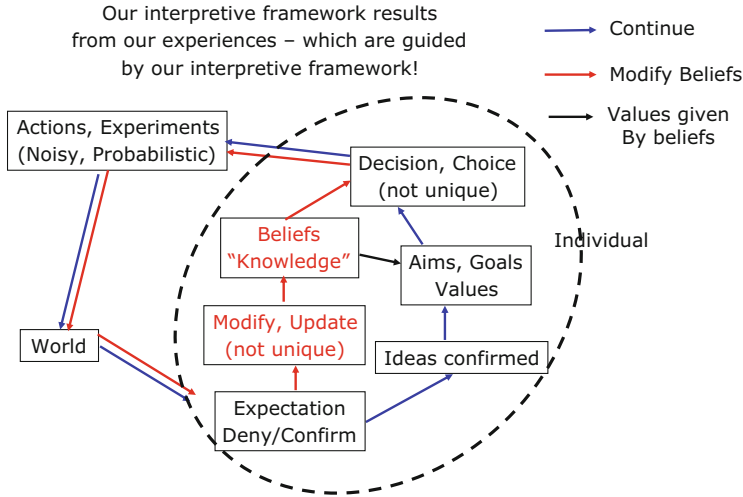 Our interpretive framework results
from our experiences – which are guided
by our interpretive framework!
Continue
Modify Beliefs
Values given
By beliefs
Actions, Experiments
(Noisy, Probabilistic)
Decision, Choice
(not unique)
Beliefs
“Knowledge”
Individual
Aims, Goals
Values
Modify, Update
(not unique)
World
Ideas confirmed
Expectation
Deny/Confirm